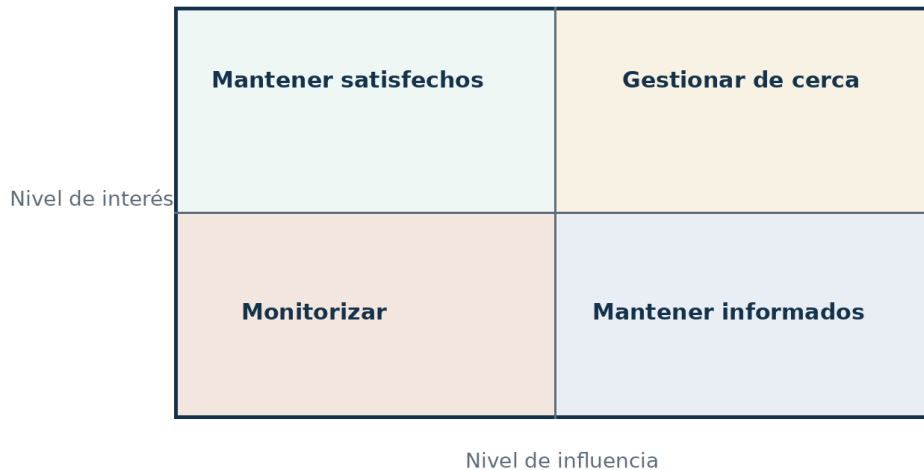 Mantener satisfechos
Gestionar de cerca
Nivel de interés
Monitorizar
Mantener informados
Nivel de influencia